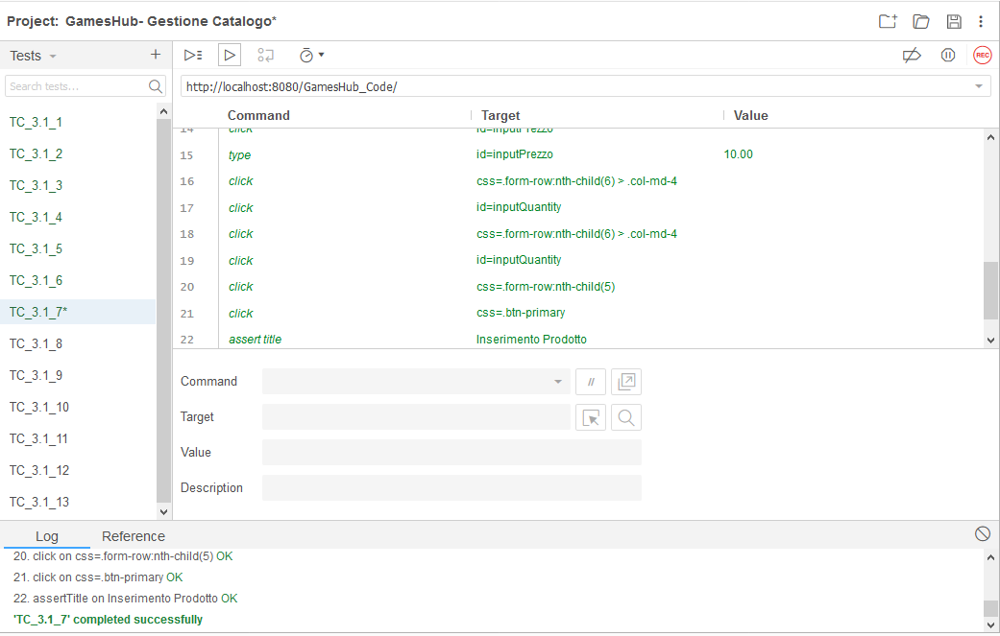 Project: GamesHub- Gestione Catalogo*
Tests
REC
Search tests...
http://localhost:8080/GamesHub_Code/
Command Target Value
14 click id=inputPrezzo
15 type id=inputPrezzo 10.00
16 click css=.form-row:nth-child(6) > .col-md-4
17 click id=inputQuantity
18 click css=.form-row:nth-child(6) > .col-md-4
19 click id=inputQuantity
20 click css=.form-row:nth-child(5)
21 click css=.btn-primary
22 assert title Inserimento Prodotto
TC_3.1_1
TC_3.1_2
TC_3.1_3
TC_3.1_4
TC_3.1_5
TC_3.1_6
TC_3.1_7*
TC_3.1_8
TC_3.1_9
TC_3.1_10
TC_3.1_11
TC_3.1_12
TC_3.1_13
Command //
Target
Value
Description
Log Reference
20. click on css=.form-row:nth-child(5) OK
21. click on css=.btn-primary OK
22. assertTitle on Inserimento Prodotto OK
'TC_3.1_7' completed successfully